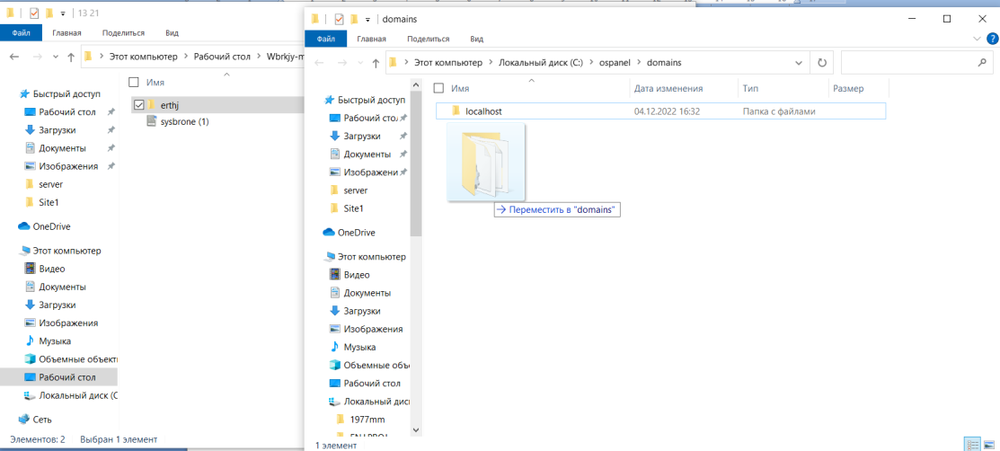 13 21
Файл Главная Поделиться Вид
Этот компьютер > Рабочий стол > Wbrkjy-m
Имя
Быстрый доступ
Рабочий стол
Загрузки
Документы
Изображения
server
Site1
OneDrive
Этот компьютер
Видео
Документы
Загрузки
Изображения
Музыка
Объемные объект
Рабочий стол
Локальный диск (C
Сеть
erthj
sysbrone (1)
Элементов: 2 Выбран 1 элемент
domains
Файл Главная Поделиться Вид
Этот компьютер > Локальный диск (C:) > ospanel > domains
Имя Дата изменения Тип Размер
Быстрый доступ
Рабочий стол
Загрузки
Документы
Изображени
server
Site1
OneDrive
Этот компьютер
Видео
Документы
Загрузки
Изображения
Музыка
Объемные объ
Рабочий стол
Локальный дис
1977mm
localhost 04.12.2022 16:32 Папка с файлами
Переместить в "domains"
1 элемент